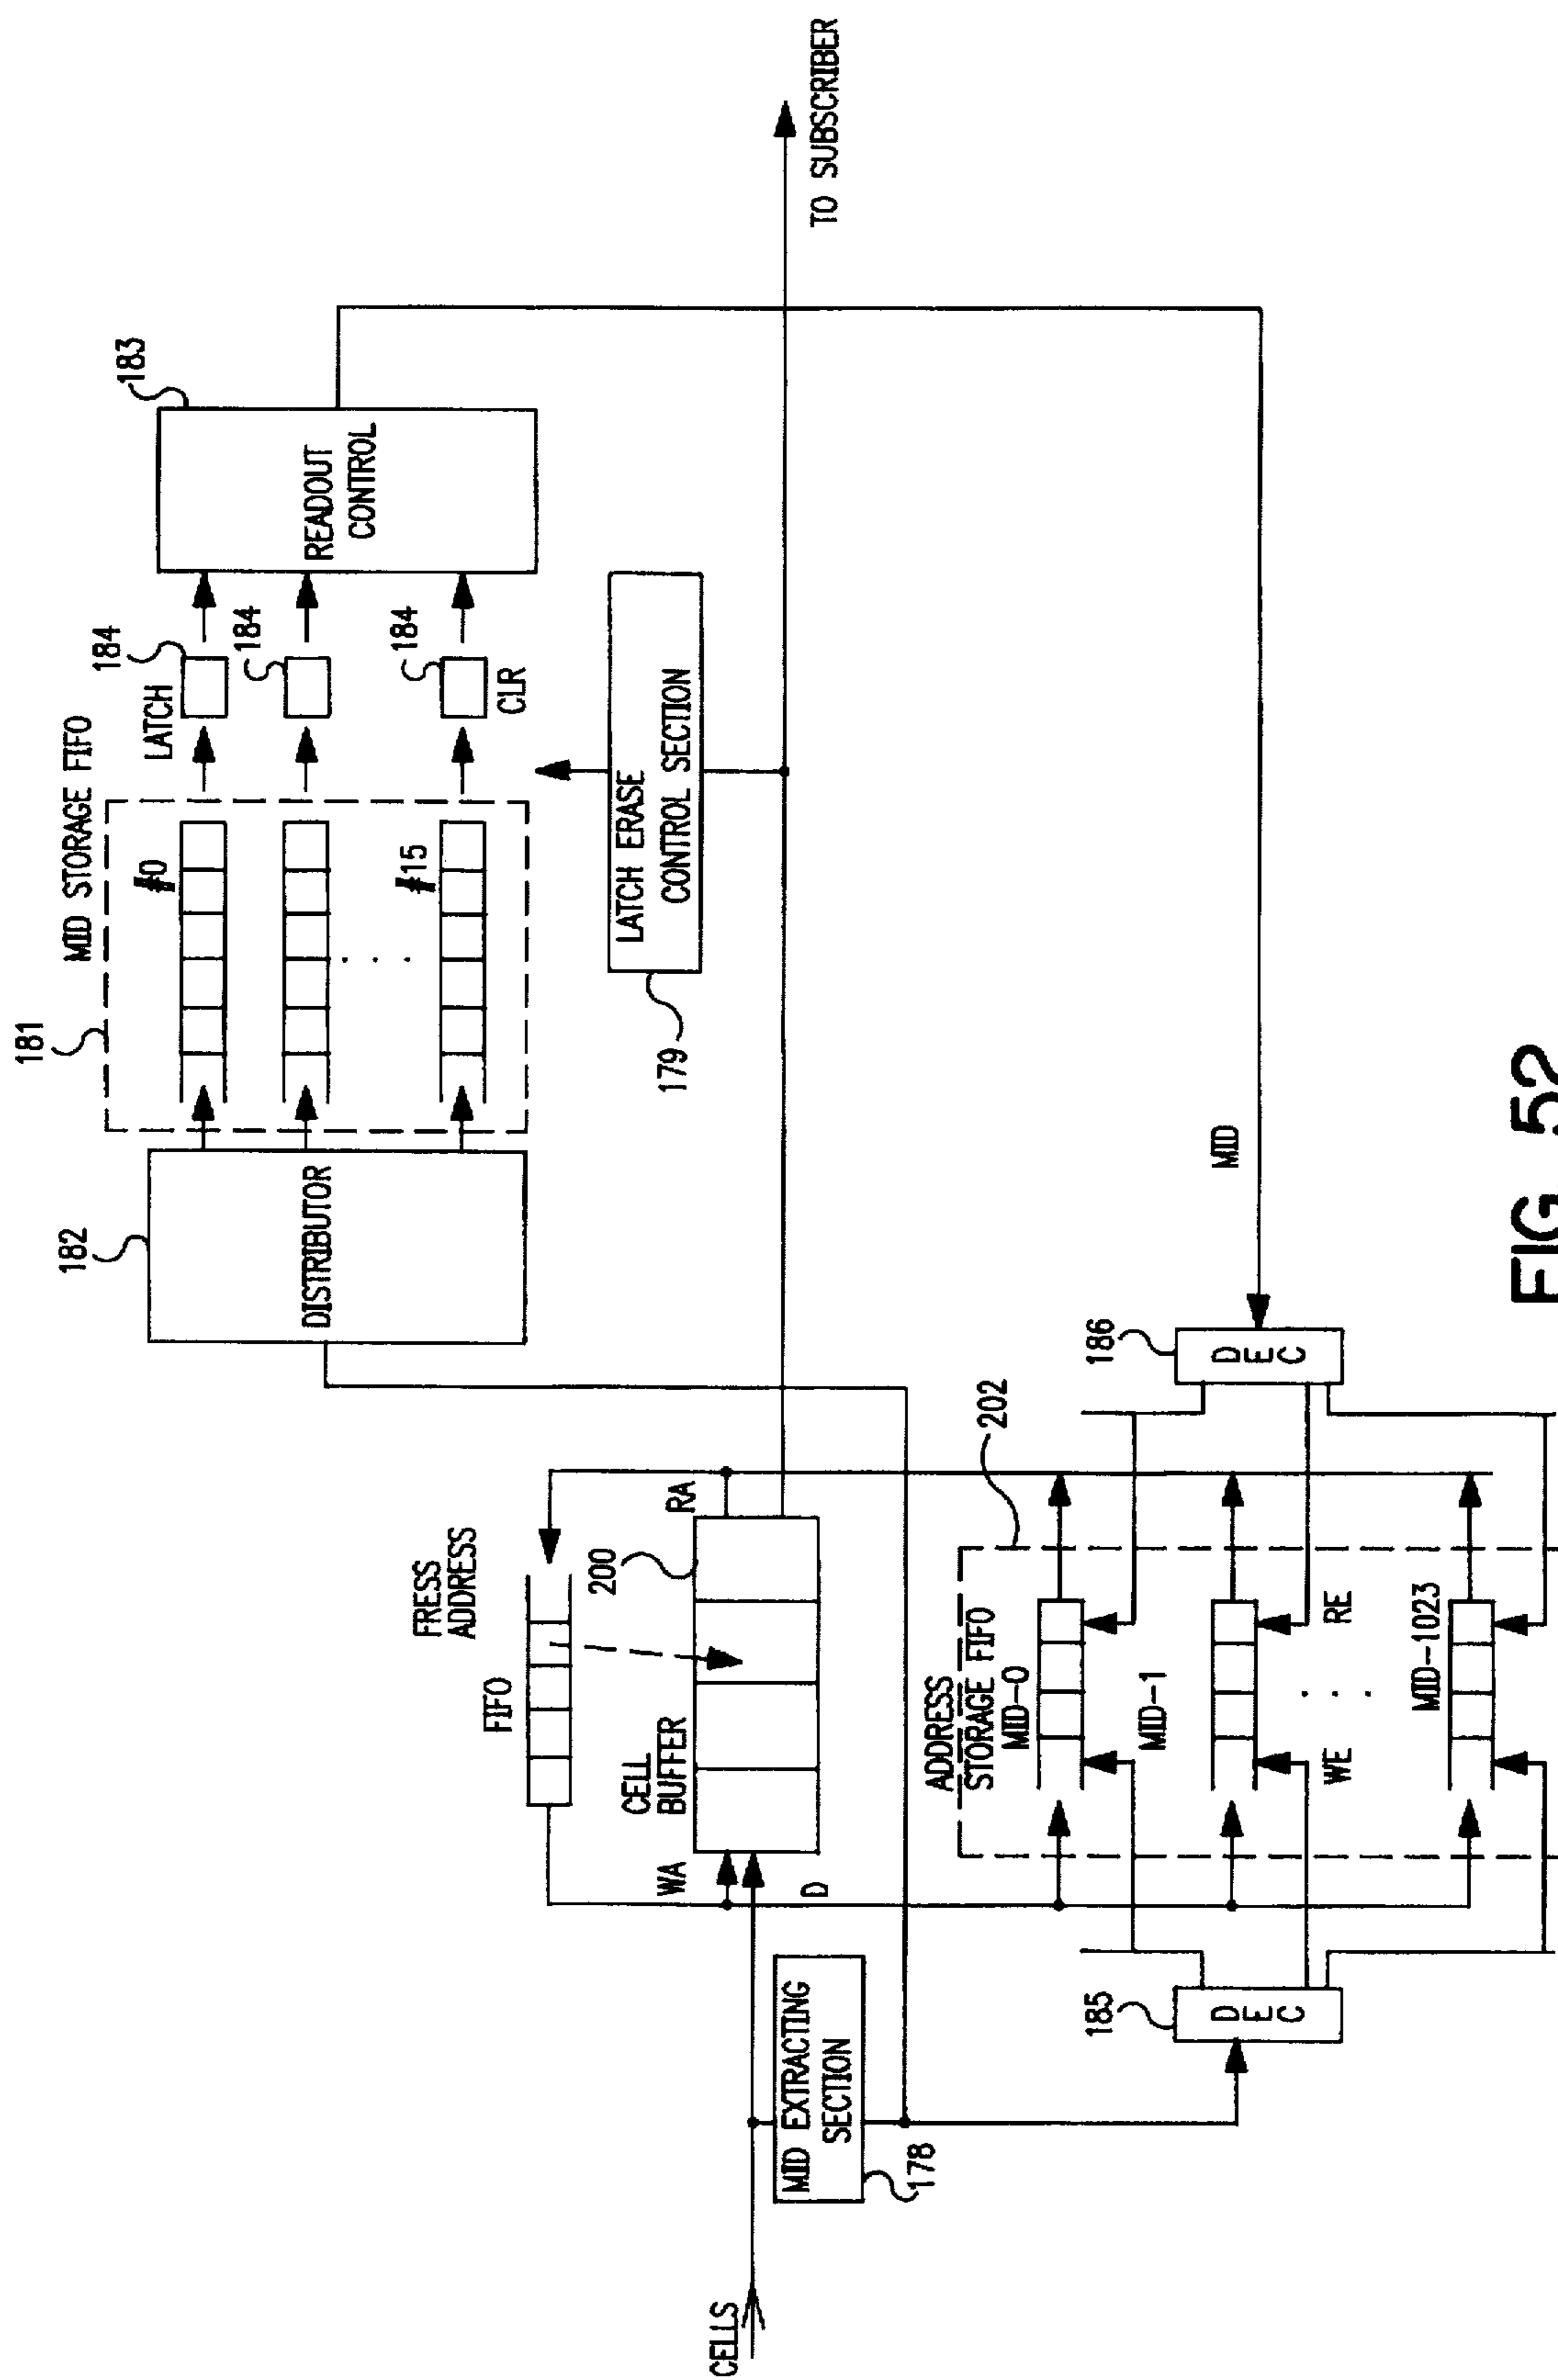 181
MID STORAGE FIFO
182
DISTRIBUTOR
#0
#15
LATCH
184
184
184
CLR
183
READOUT
CONTROL
LATCH ERASE
CONTROL SECTION
179
TO SUBSCRIBER
FRESS
ADDRESS
FIFO
CELL
BUFFER
200
WA
D
RA
CELLS
MID EXTRACTING
SECTION
178
202
ADDRESS
STORAGE FIFO
MID-0
MID-1
WE
RE
. . .
MID-1023
185
DEC
186
DEC
MID
FIG. 52